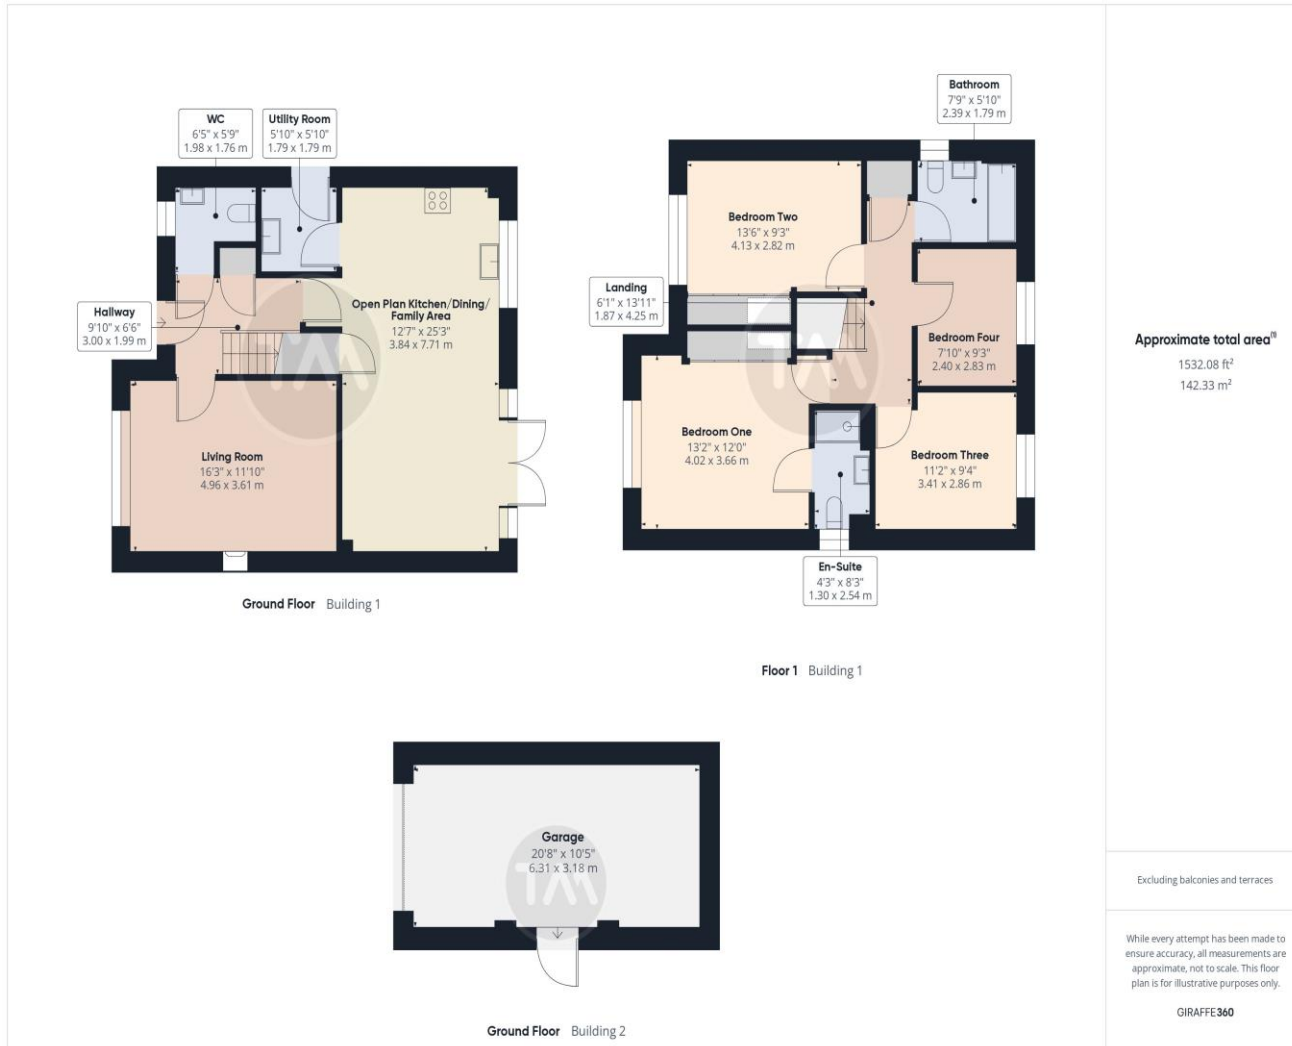 WC
6'5" x 5'9"
1.98 x 1.76 m
Utility Room
5'10" x 5'10"
1.79 x 1.79 m
Hallway
9'10" x 6'6"
3.00 x 1.99 m
Open Plan Kitchen/Dining/
Family Area
12'7" x 25'3"
3.84 x 7.71 m
Living Room
16'3" x 11'10"
4.96 x 3.61 m
TM
Ground Floor Building 1
Bathroom
7'9" x 5'10"
2.39 x 1.79 m
Bedroom Two
13'6" x 9'3"
4.13 x 2.82 m
Landing
6'1" x 13'11"
1.87 x 4.25 m
Bedroom Four
7'10" x 9'3"
2.40 x 2.83 m
Bedroom One
13'2" x 12'0"
4.02 x 3.66 m
Bedroom Three
11'2" x 9'4"
3.41 x 2.86 m
TM
En-Suite
4'3" x 8'3"
1.30 x 2.54 m
Floor 1 Building 1
Garage
20'8" x 10'5"
6.31 x 3.18 m
TM
Ground Floor Building 2
Approximate total area⁽¹⁾
1532.08 ft²
142.33 m²
Excluding balconies and terraces
While every attempt has been made to
ensure accuracy, all measurements are
approximate, not to scale. This floor
plan is for illustrative purposes only.
GIRAFFE360